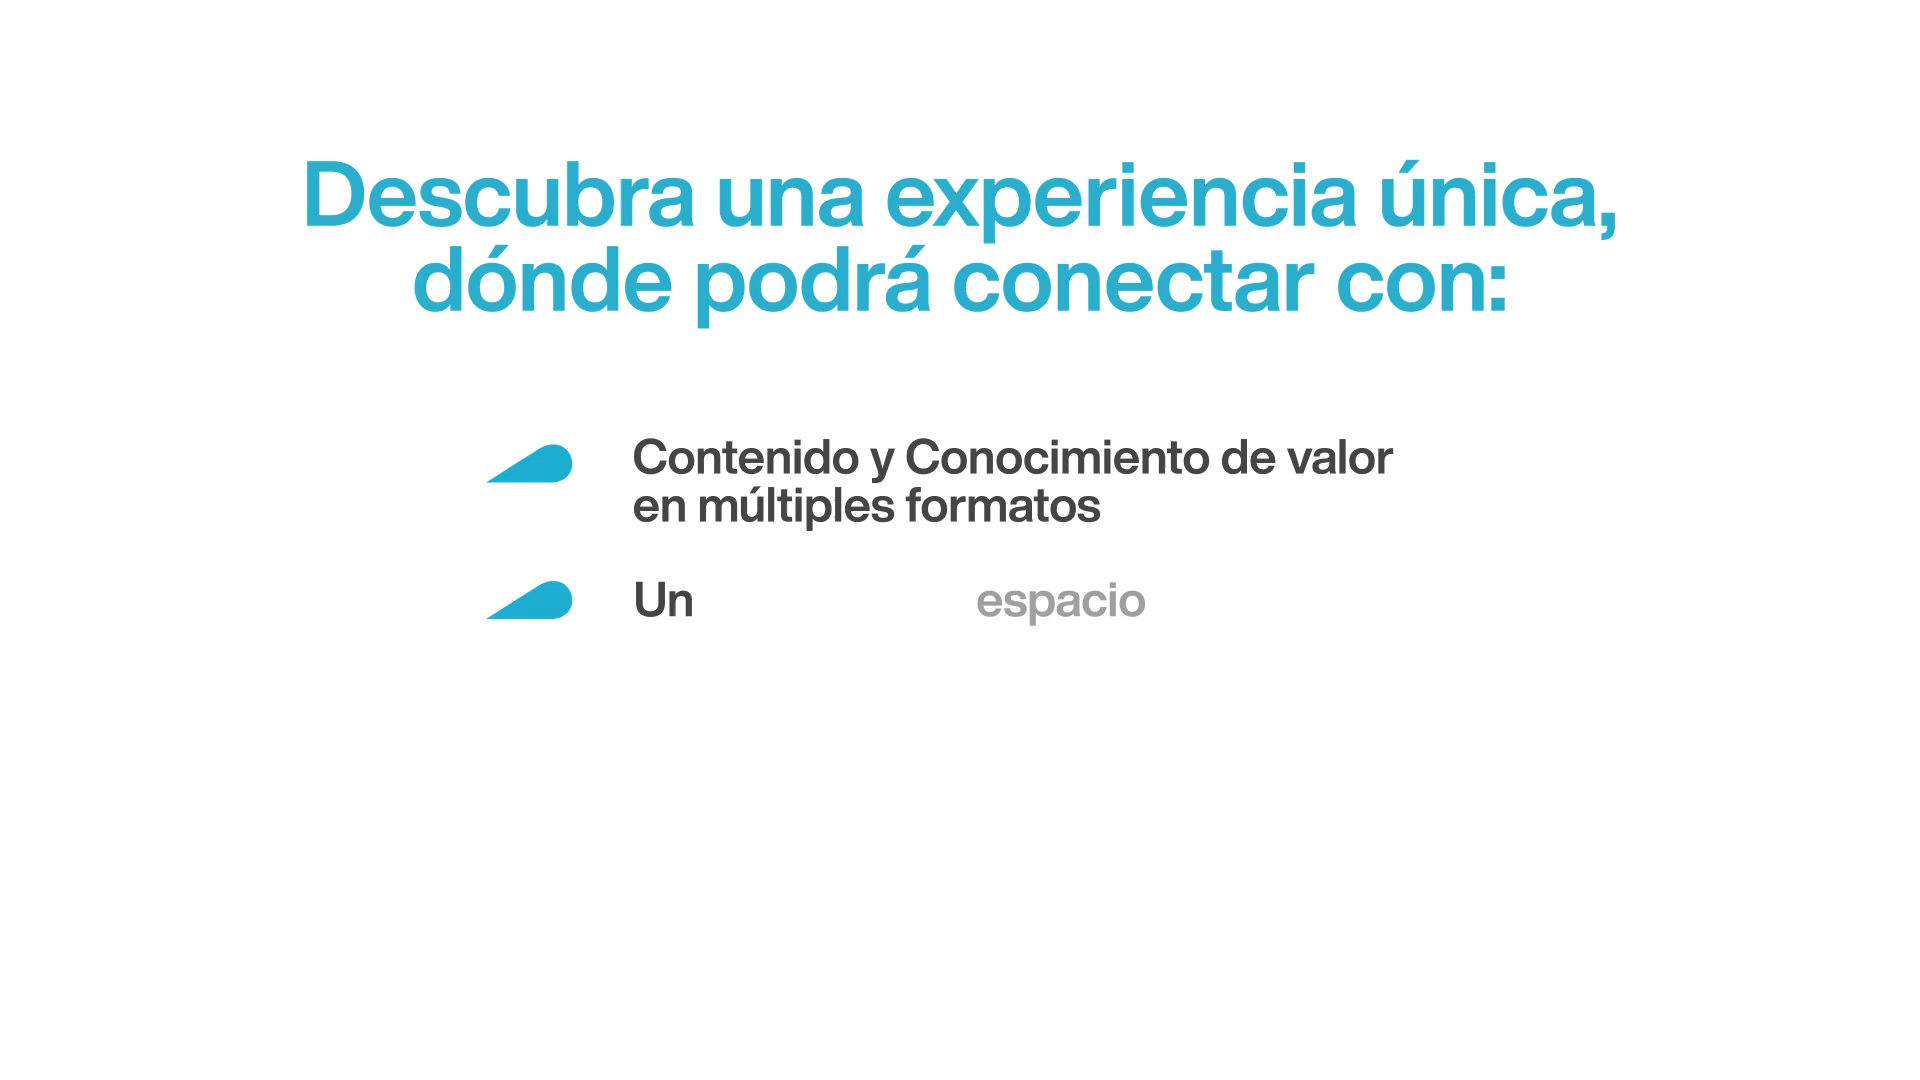 Descubra una experiencia única,
dónde podrá conectar con:
Contenido y Conocimiento de valor
en múltiples formatos
Un espacio